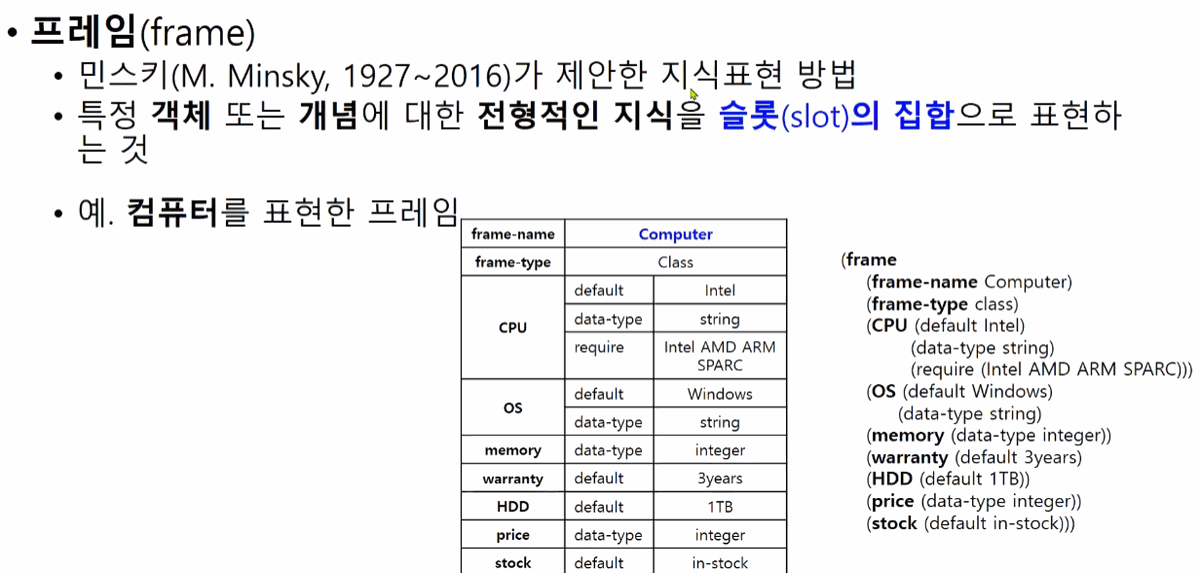 • 프레임(frame)
• 민스키(M. Minsky, 1927~2016)가 제안한 지식표현 방법
• 특정 객체 또는 개념에 대한 전형적인 지식을 슬롯(slot)의 집합으로 표현하
는 것
• 예. 컴퓨터를 표현한 프레임
frame-name Computer
frame-type Class
CPU default Intel
data-type string
require Intel AMD ARM
SPARC
OS default Windows
data-type string
memory data-type integer
warranty default 3years
HDD default 1TB
price data-type integer
stock default in-stock
(frame
(frame-name Computer)
(frame-type class)
(CPU (default Intel)
(data-type string)
(require (Intel AMD ARM SPARC)))
(OS (default Windows)
(data-type string)
(memory (data-type integer))
(warranty (default 3years)
(HDD (default 1TB))
(price (data-type integer))
(stock (default in-stock)))